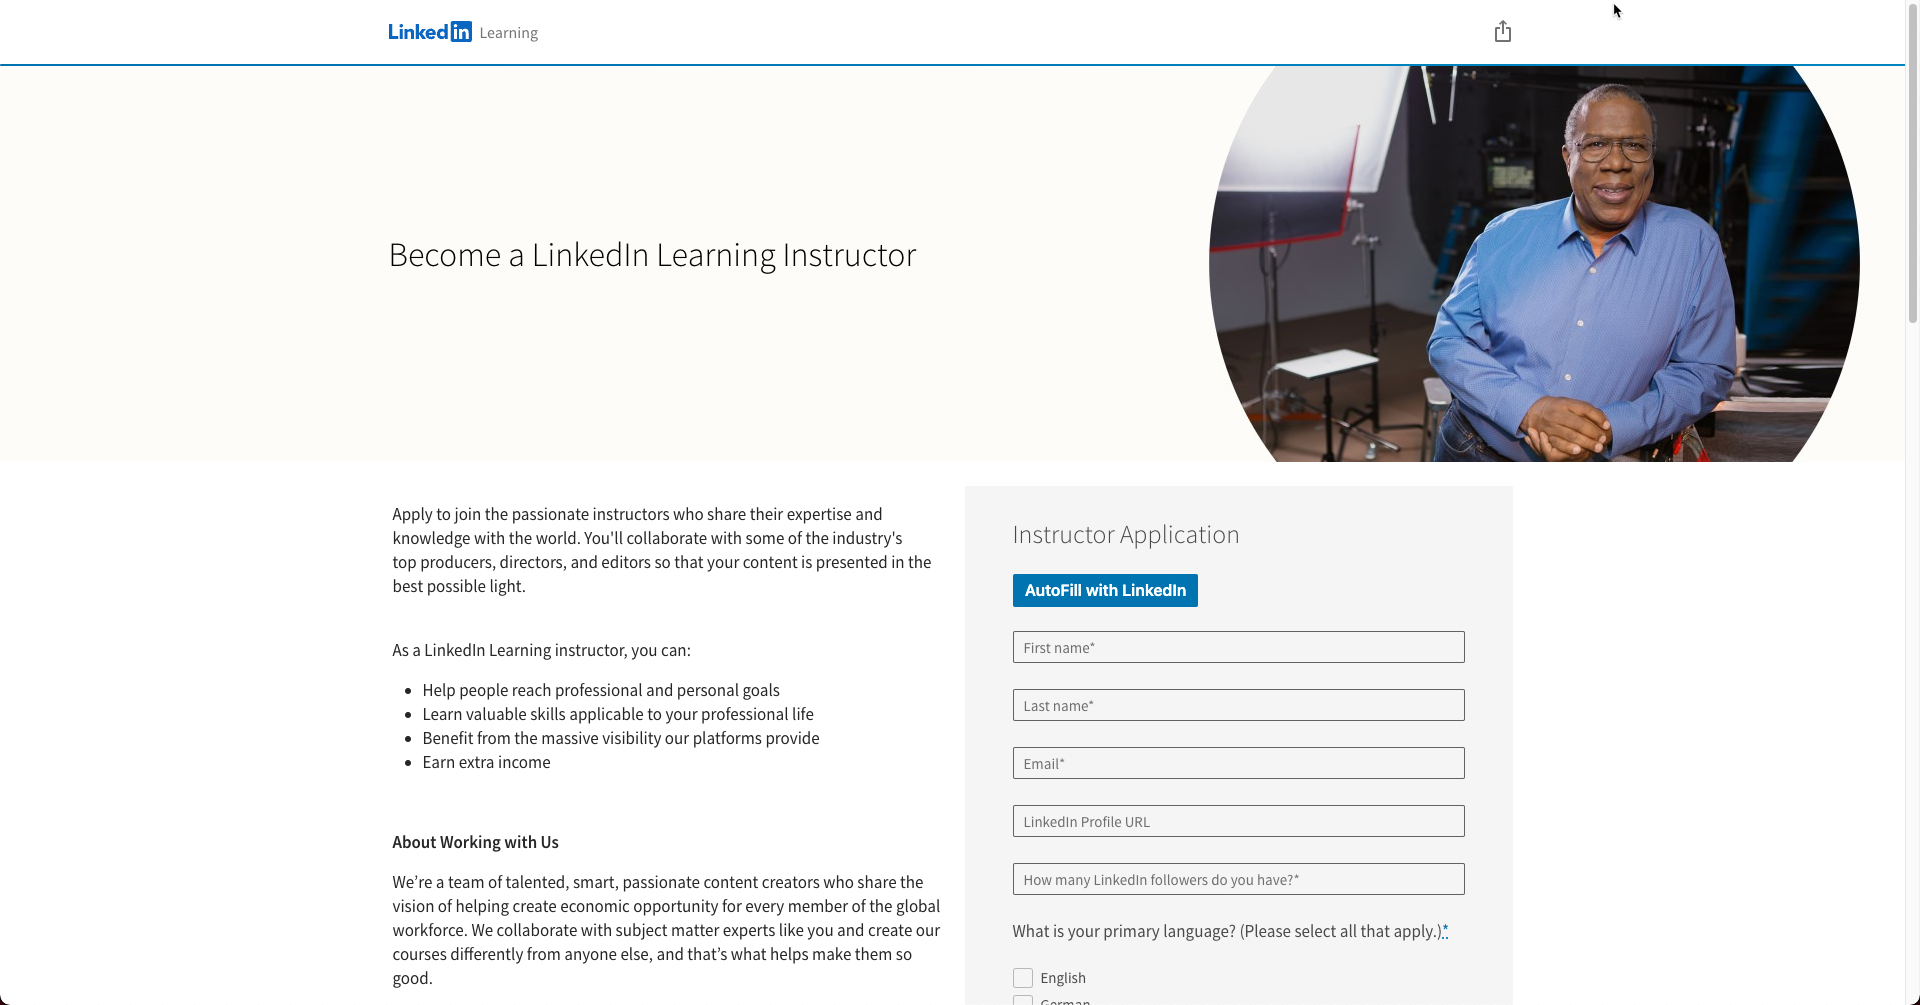 Linked in Learning
Become a LinkedIn Learning Instructor
Apply to join the passionate instructors who share their expertise and
knowledge with the world. You'll collaborate with some of the industry's
top producers, directors, and editors so that your content is presented in the
best possible light.
As a LinkedIn Learning instructor, you can:
• Help people reach professional and personal goals
• Learn valuable skills applicable to your professional life
• Benefit from the massive visibility our platforms provide
• Earn extra income
About Working with Us
We’re a team of talented, smart, passionate content creators who share the
vision of helping create economic opportunity for every member of the global
workforce. We collaborate with subject matter experts like you and create our
courses differently from anyone else, and that’s what helps make them so
good.
Instructor Application
AutoFill with LinkedIn
First name*
Last name*
Email*
LinkedIn Profile URL
How many LinkedIn followers do you have?*
What is your primary language? (Please select all that apply.)*
English
German